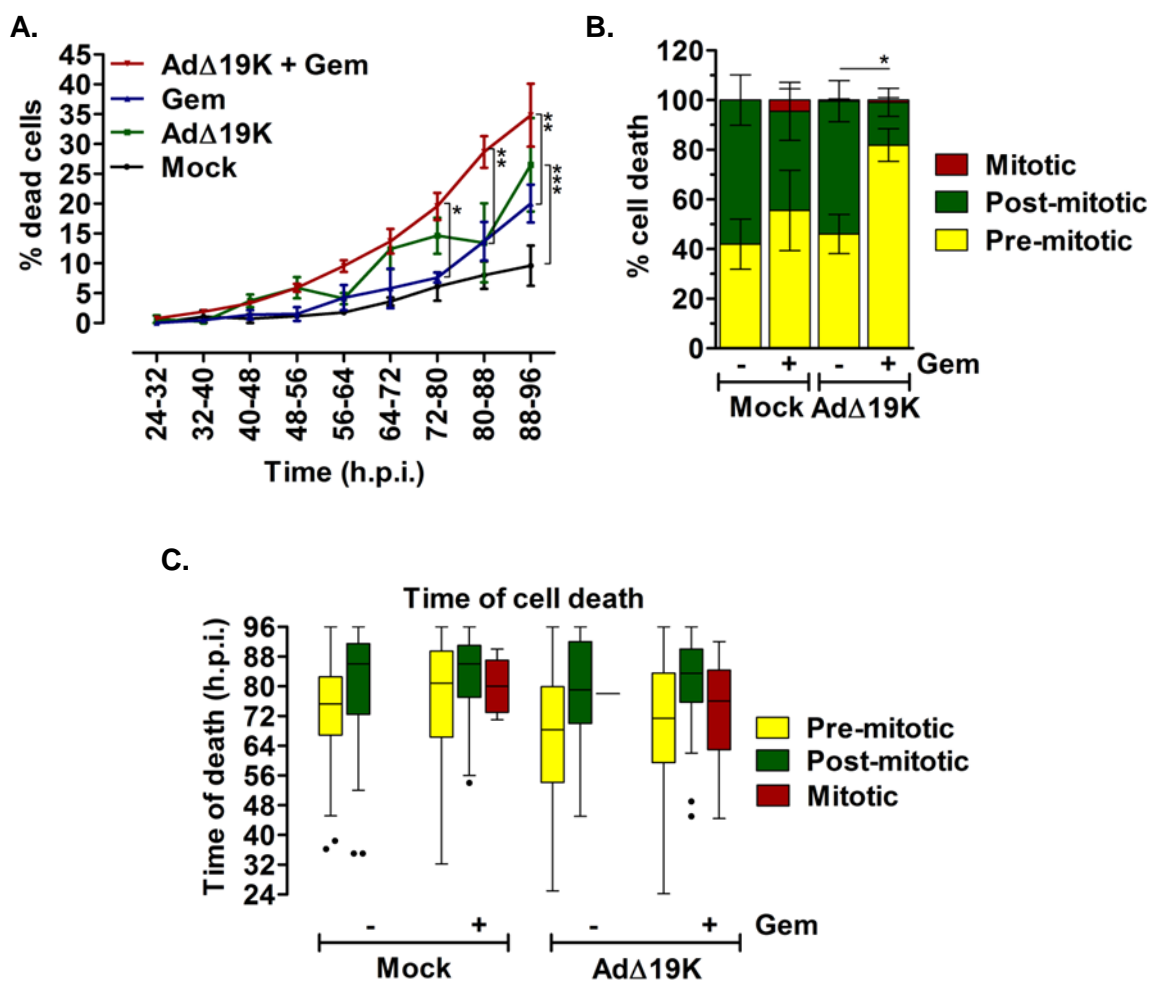 A.
45
40
35
30
25
20
15
10
5
0
% dead cells
AdΔ19K + Gem
Gem
AdΔ19K
Mock
*
**
**
***
24-32
32-40
40-48
48-56
56-64
64-72
72-80
80-88
88-96
Time (h.p.i.)
B.
120
100
80
60
40
20
0
% cell death
*
- + - + Gem
Mock AdΔ19K
Mitotic
Post-mitotic
Pre-mitotic
C.
Time of cell death
96
88
80
72
64
56
48
40
32
24
Time of death (h.p.i.)
Pre-mitotic
Post-mitotic
Mitotic
- + - + Gem
Mock AdΔ19K